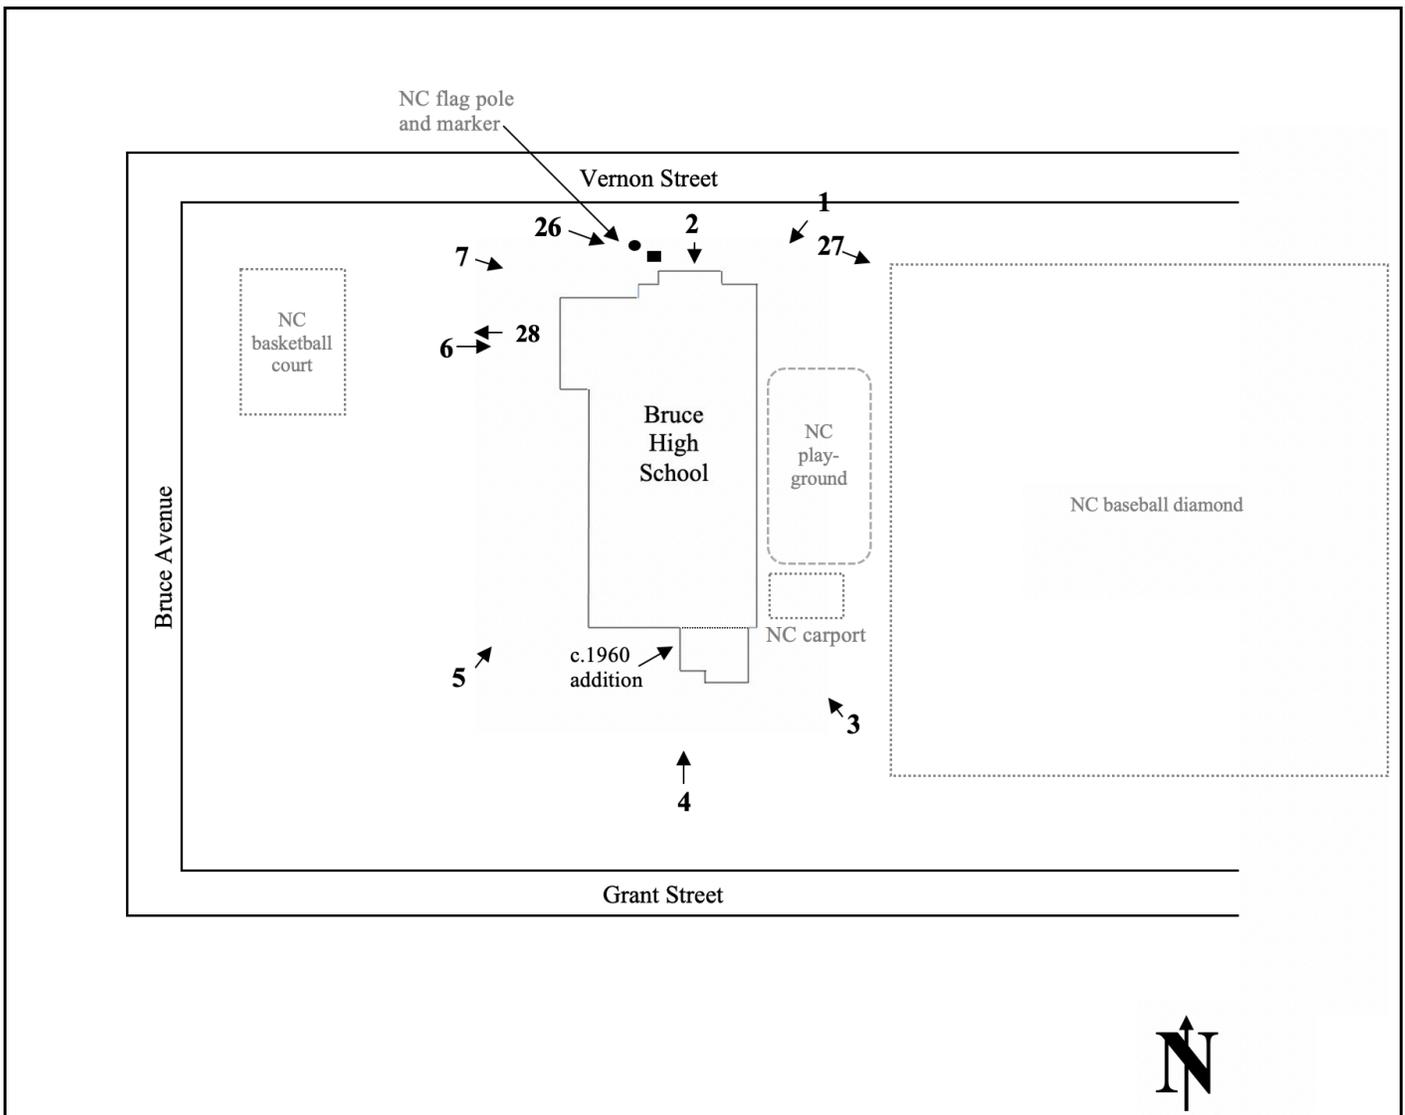 NC flag pole
and marker
Vernon Street
1
2
26
27
7
28
6
NC
basketball
court
Bruce
High
School
NC
play-
ground
NC baseball diamond
Bruce Avenue
NC carport
c.1960
addition
5
3
4
Grant Street
N